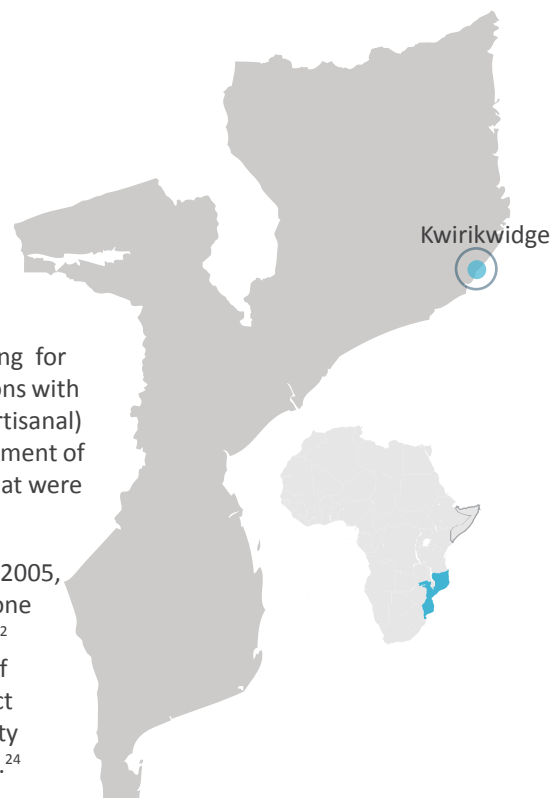 Kwirikwidge
ng for
ons with
rtisanal)
ment of
at were
2005,
one
2
f
ct
ty
.24